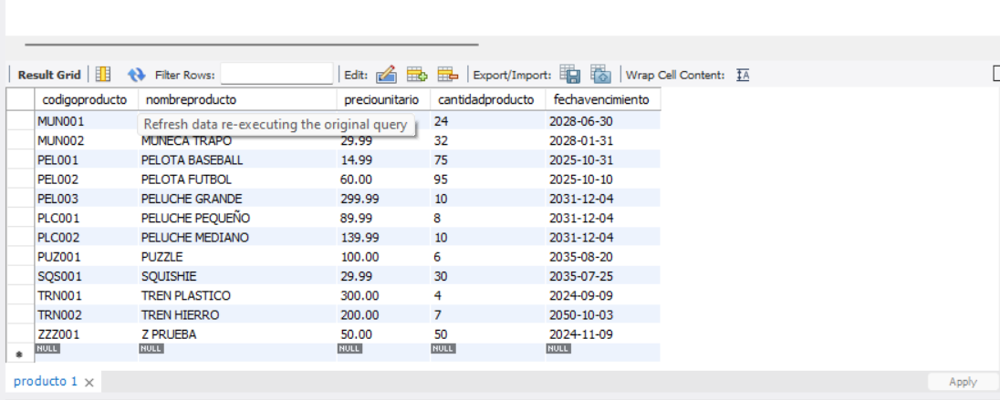 Result Grid Filter Rows: Edit: Export/Import: Wrap Cell Content: IA
codigoproducto nombreproducto preciounitario cantidadproducto fechavencimiento
MUN001 24 2028-06-30
Refresh data re-executing the original query
MUN002 MUNECA TRAPO 29.99 32 2028-01-31
PEL001 PELOTA BASEBALL 14.99 75 2025-10-31
PEL002 PELOTA FUTBOL 60.00 95 2025-10-10
PEL003 PELUCHE GRANDE 299.99 10 2031-12-04
PLC001 PELUCHE PEQUEÑO 89.99 8 2031-12-04
PLC002 PELUCHE MEDIANO 139.99 10 2031-12-04
PUZ001 PUZZLE 100.00 6 2035-08-20
SQS001 SQUISHIE 29.99 30 2035-07-25
TRN001 TREN PLASTICO 300.00 4 2024-09-09
TRN002 TREN HIERRO 200.00 7 2050-10-03
ZZZ001 Z PRUEBA 50.00 50 2024-11-09
NULL NULL NULL NULL NULL
producto 1 Apply